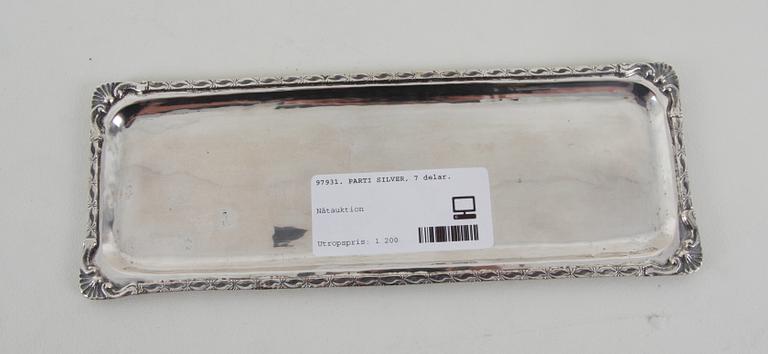 97931. PARTI SILVER, 7 delar.
Nätauktion
Utropspris: 1 200